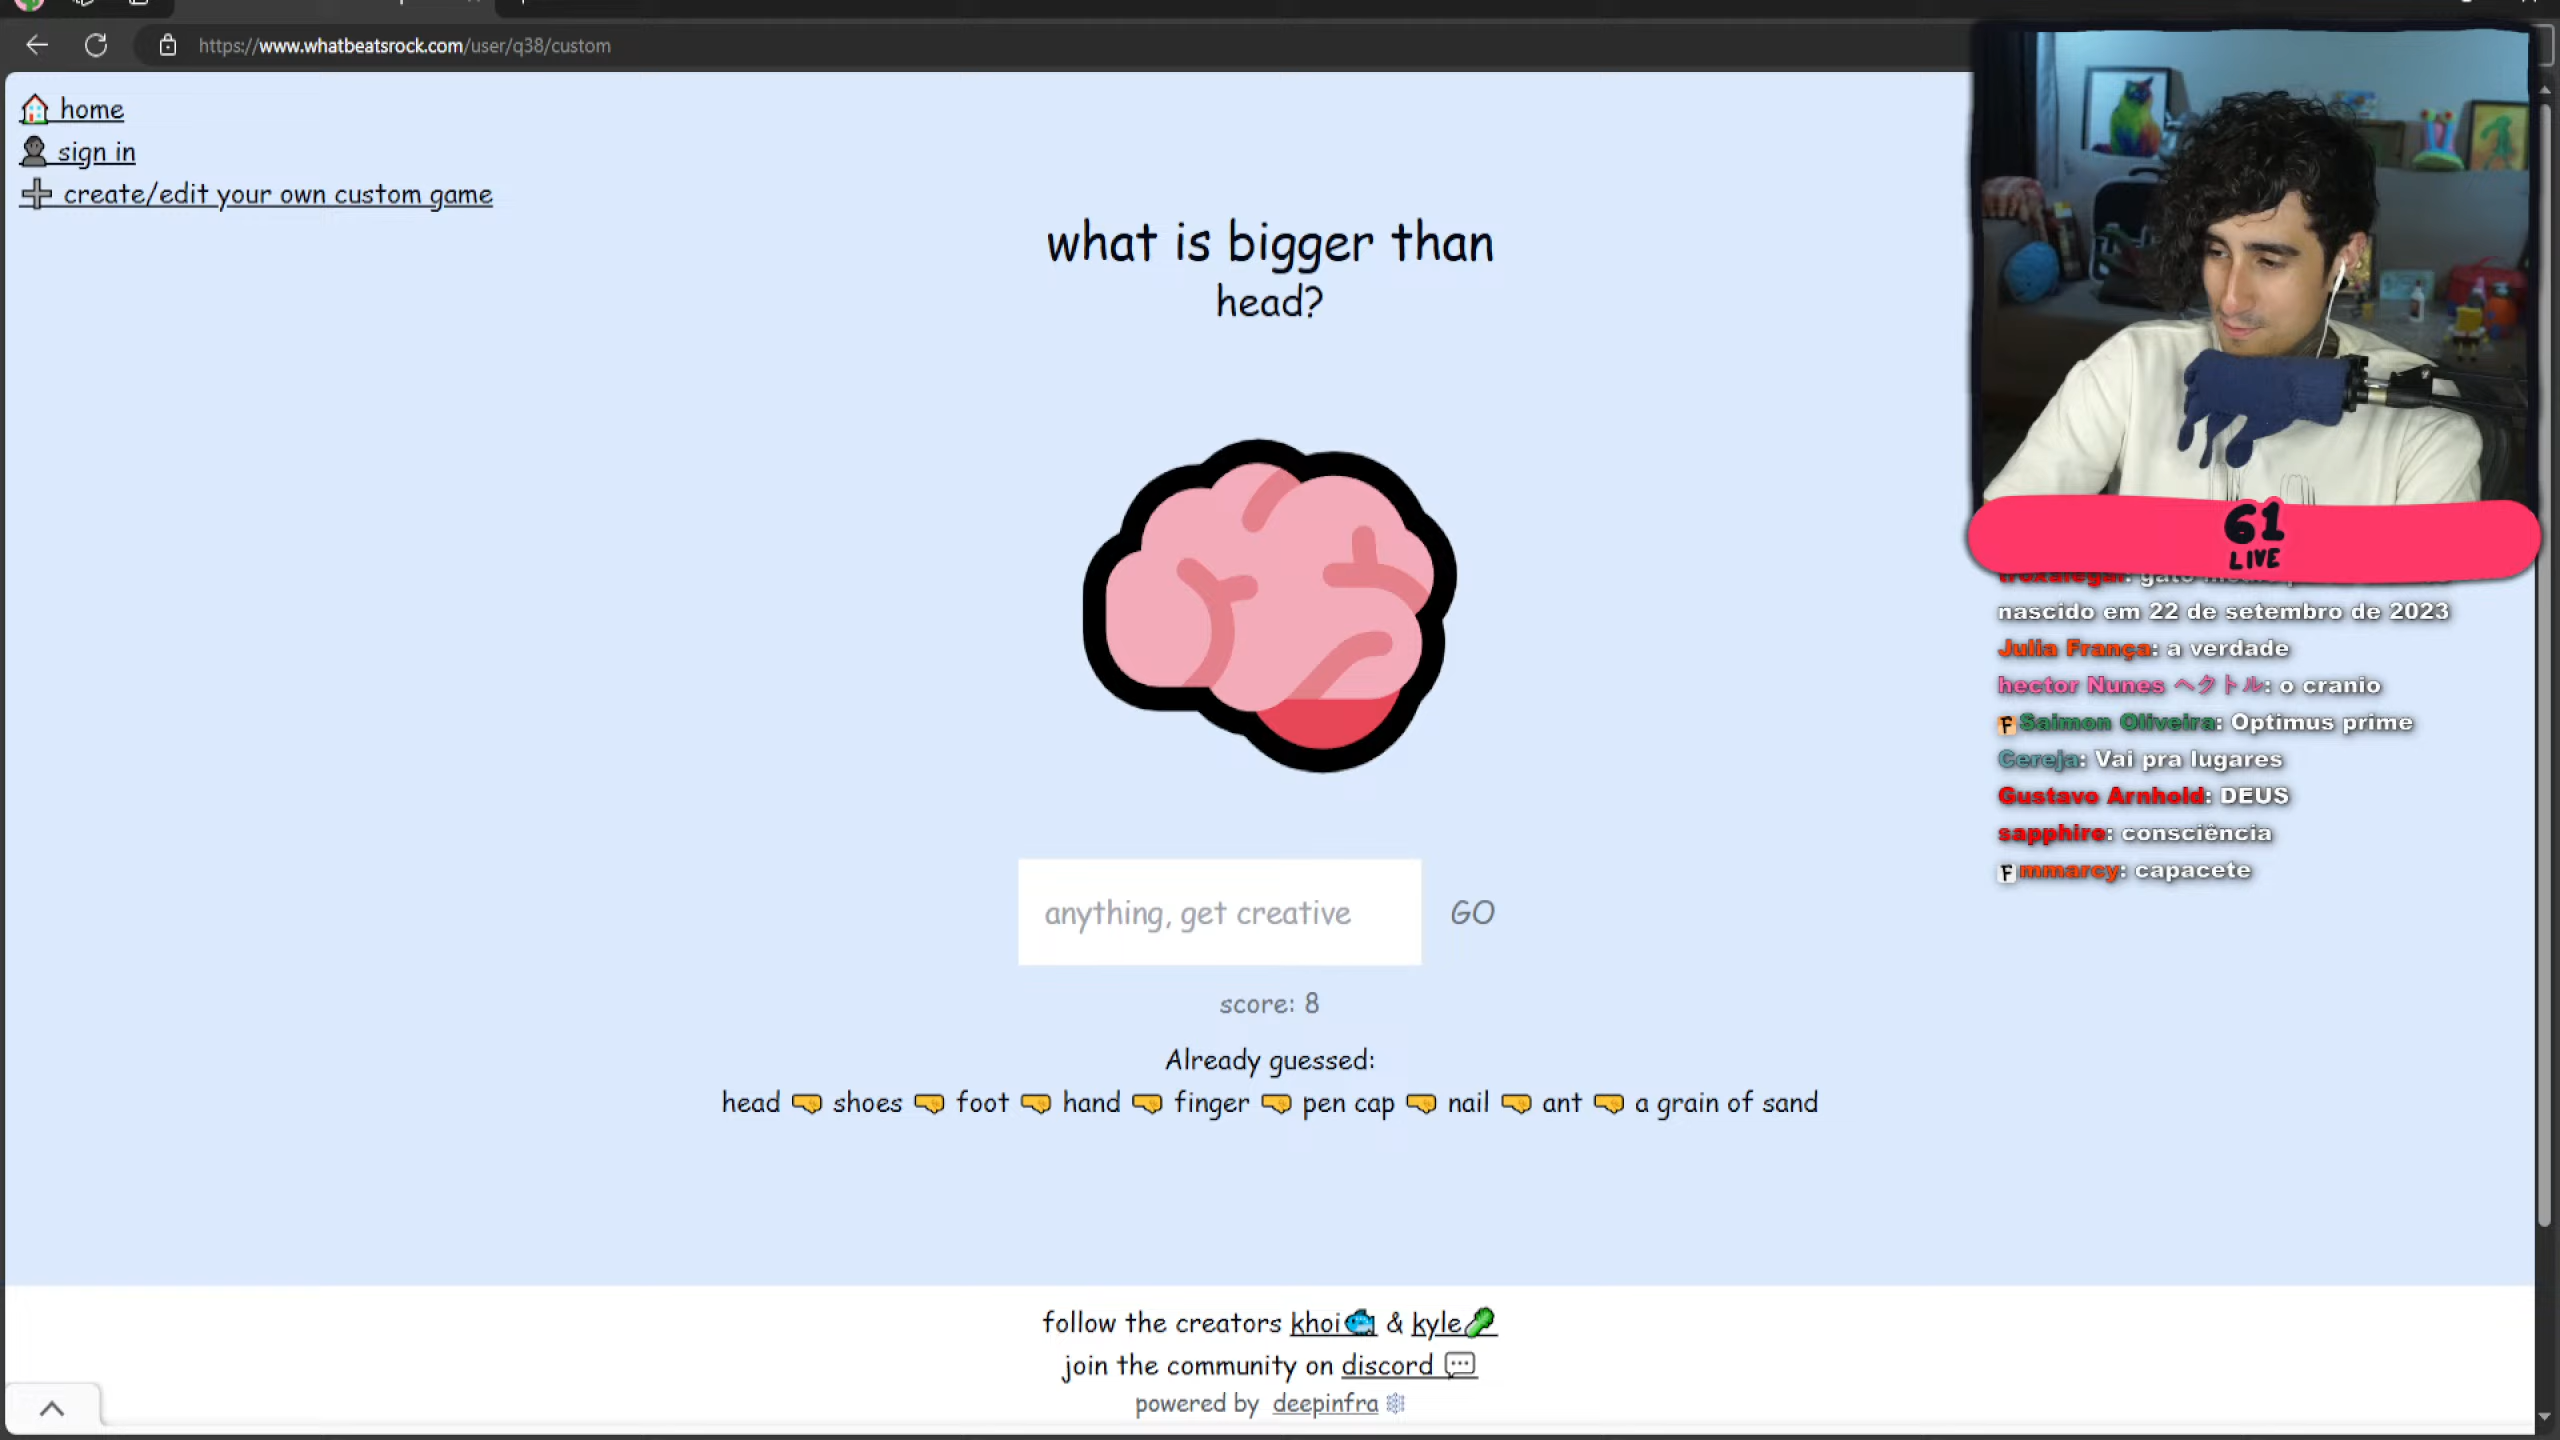 https://www.whatbeatsrock.com/user/q38/custom
home
sign in
create/edit your own custom game
what is bigger than
head?
anything, get creative
GO
score: 8
Already guessed:
head 🤜 shoes 🤜 foot 🤜 hand 🤜 finger 🤜 pen cap 🤜 nail 🤜 ant 🤜 a grain of sand
follow the creators khoi & kyle
join the community on discord
powered by deepinfra
61
LIVE
nascido em 22 de setembro de 2023
Julia França: a verdade
hector Nunes ヘクトル: o cranio
F Saimon Oliveira: Optimus prime
Cereja: Vai pra lugares
Gustavo Arnhold: DEUS
sapphire: consciência
F mmarcy: capacete